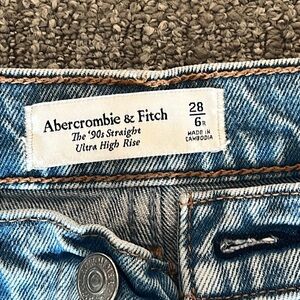 Abercrombie & Fitch
The '90s Straight
Ultra High Rise
28
6R
MADE IN
CAMBODIA